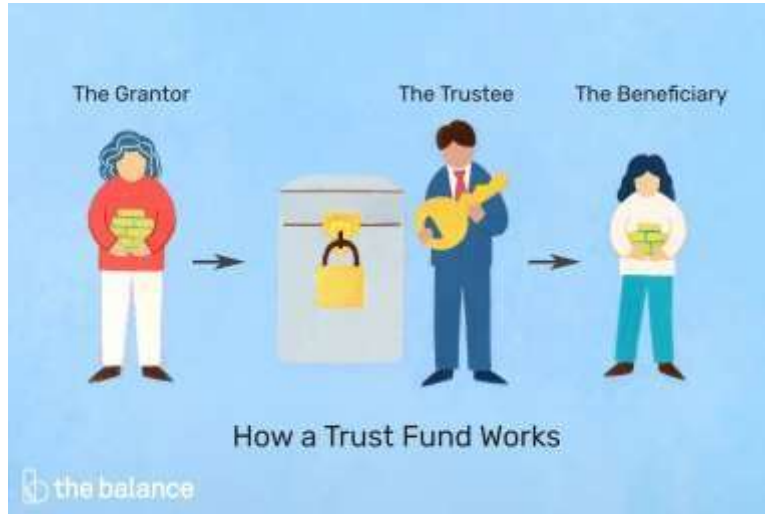 The Grantor
The Trustee
The Beneficiary
How a Trust Fund Works
the balance